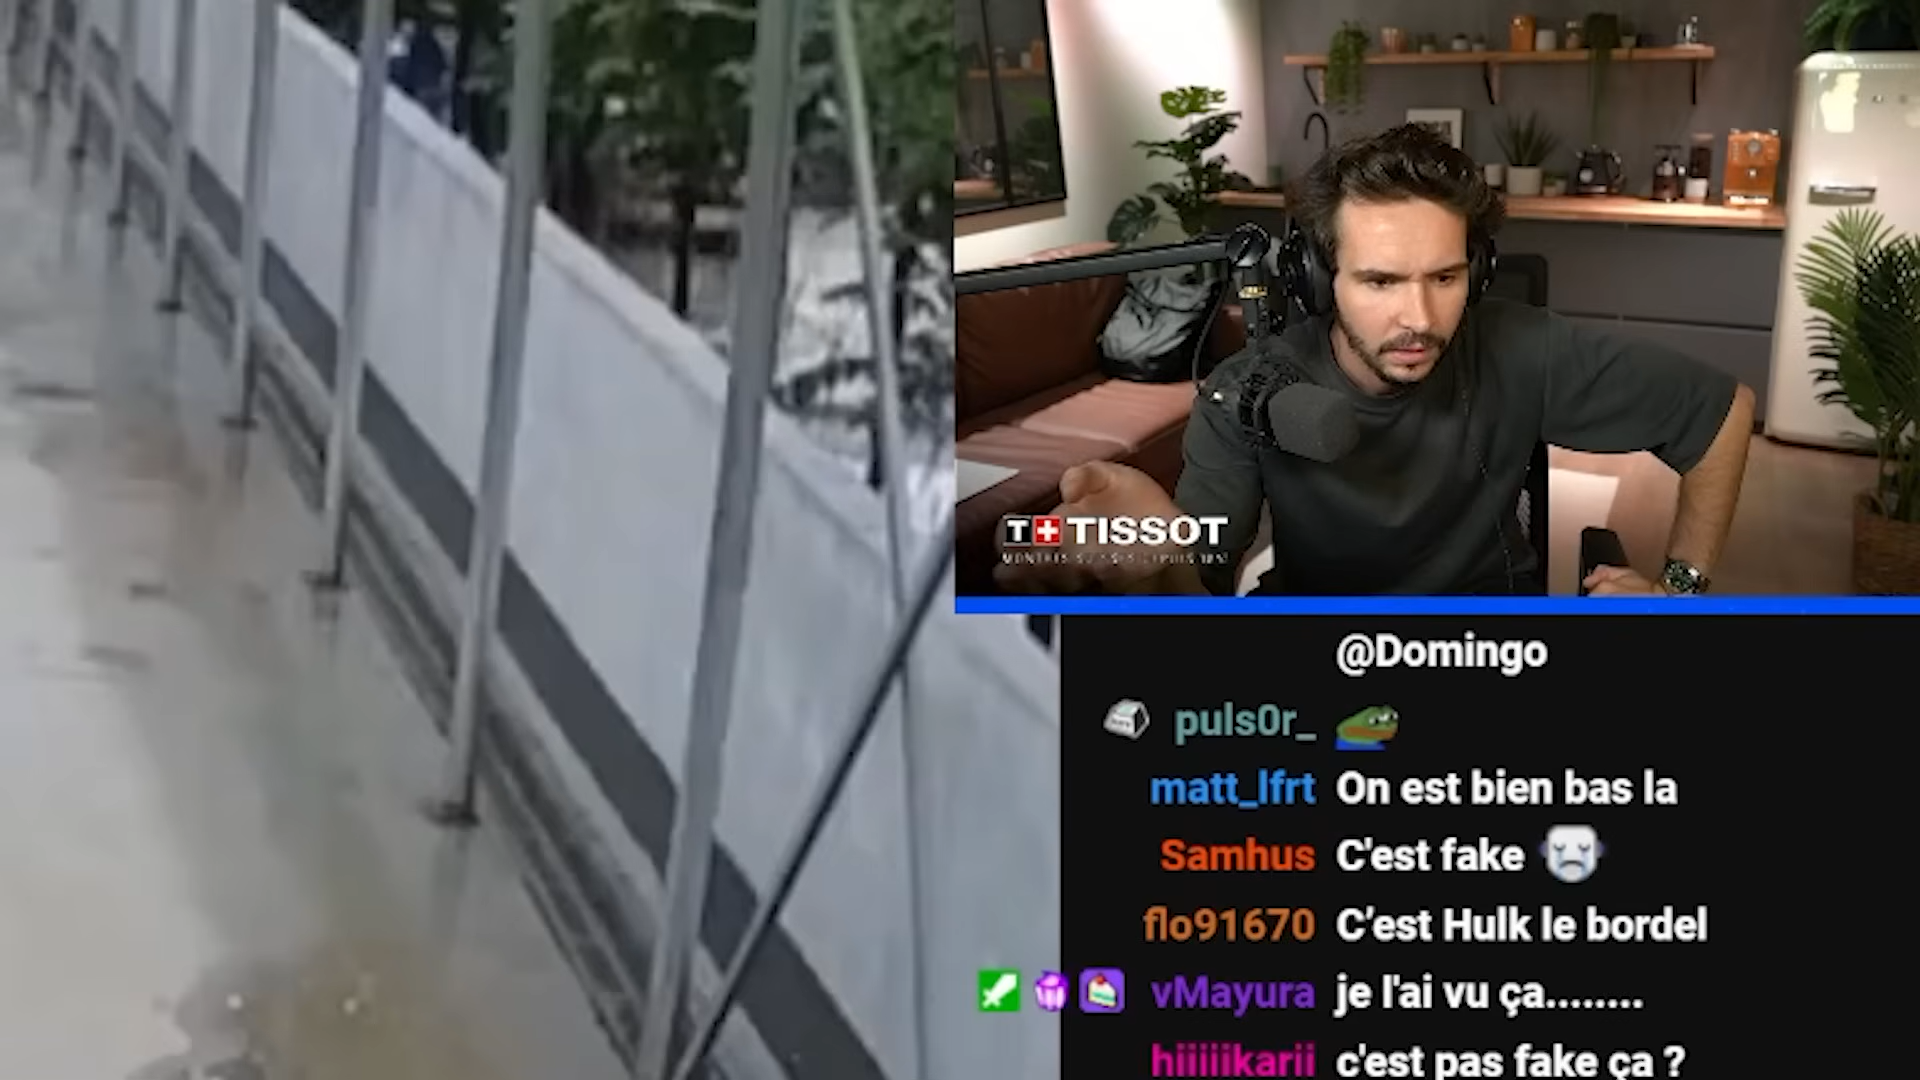 T+ TISSOT
@Domingo
puls0r_
matt_lfrt On est bien bas la
Samhus C'est fake
flo91670 C'est Hulk le bordel
vMayura je l'ai vu ça........
hiiiiikarii c'est pas fake ça ?